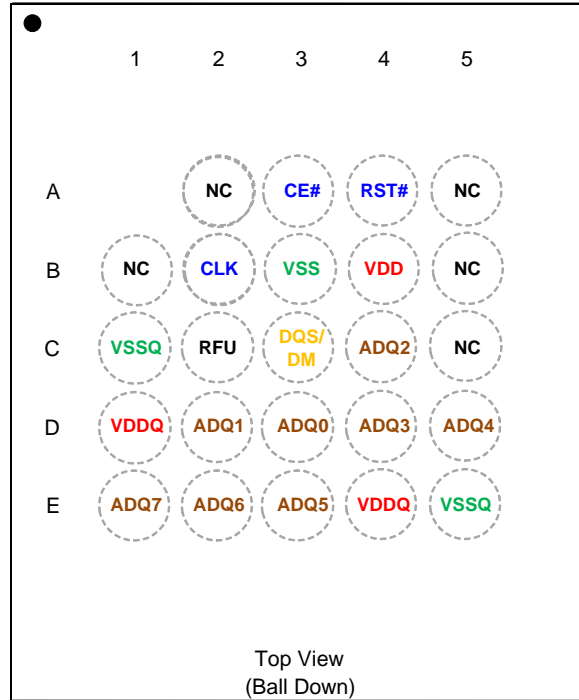 1 2 3 4 5
A NC CE# RST# NC
B NC CLK VSS VDD NC
C VSSQ RFU DQS/ ADQ2 NC
DM
D VDDQ ADQ1 ADQ0 ADQ3 ADQ4
E ADQ7 ADQ6 ADQ5 VDDQ VSSQ
Top View
(Ball Down)